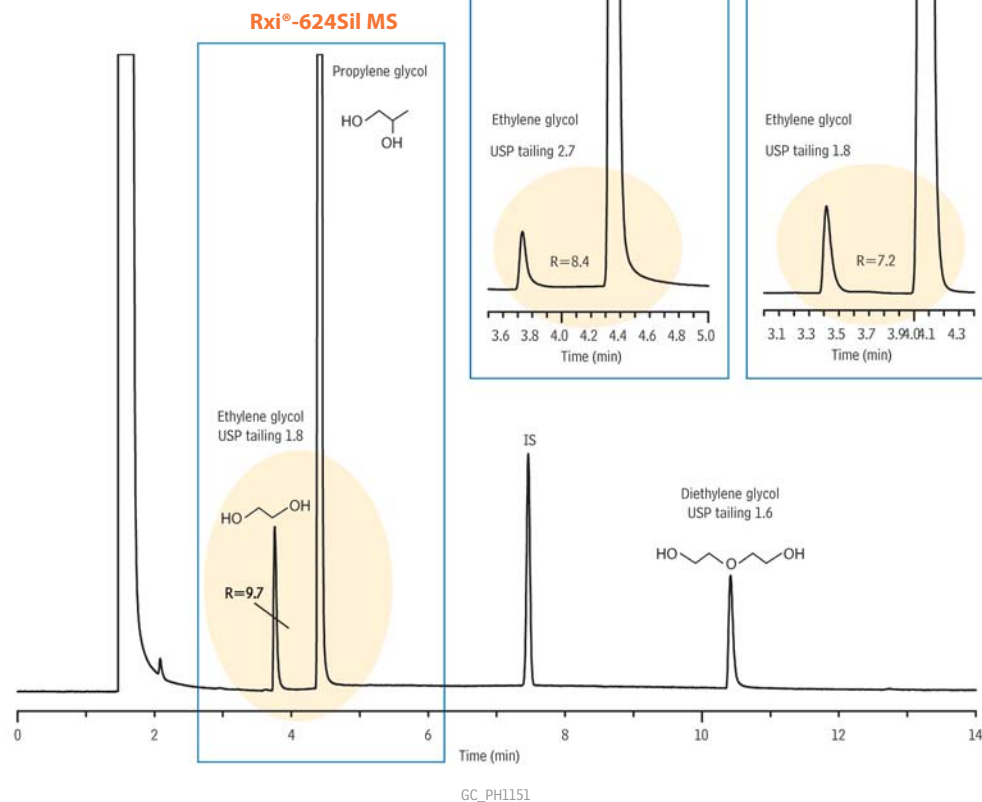 Rxi®-624Sil MS
Propylene glycol
HO
OH
Ethylene glycol
USP tailing 2.7
R=8.4
3.6 3.8 4.0 4.2 4.4 4.6 4.8 5.0
Time (min)
Ethylene glycol
USP tailing 1.8
R=7.2
3.1 3.3 3.5 3.7 3.94.04.1 4.3
Time (min)
Ethylene glycol
USP tailing 1.8
HO OH
R=9.7
IS
Diethylene glycol
USP tailing 1.6
HO O OH
0 2 4 6 8 10 12 14
Time (min)
GC_PH1151